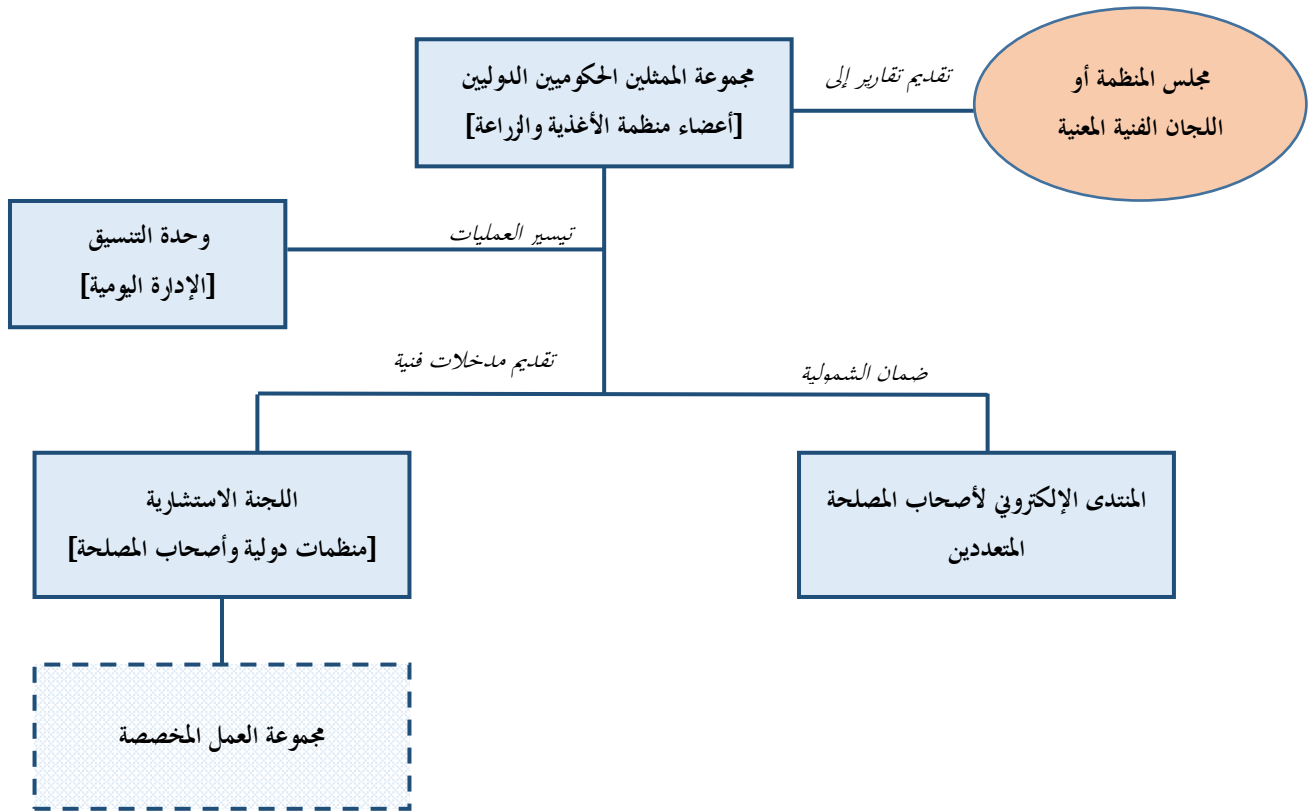 مجلس المنظمة أو
اللجان الفنية المعنية
تقديم تقارير إلى
مجموعة الممثلين الحكوميين الدوليين
[أعضاء منظمة الأغذية والزراعة]
تيسير العمليات
وحدة التنسيق
[الإدارة اليومية]
ضمان الشمولية
تقديم مدخلات فنية
المنتدى الإلكتروني لأصحاب المصلحة
المتعددين
اللجنة الاستشارية
[منظمات دولية وأصحاب المصلحة]
مجموعة العمل المخصصة